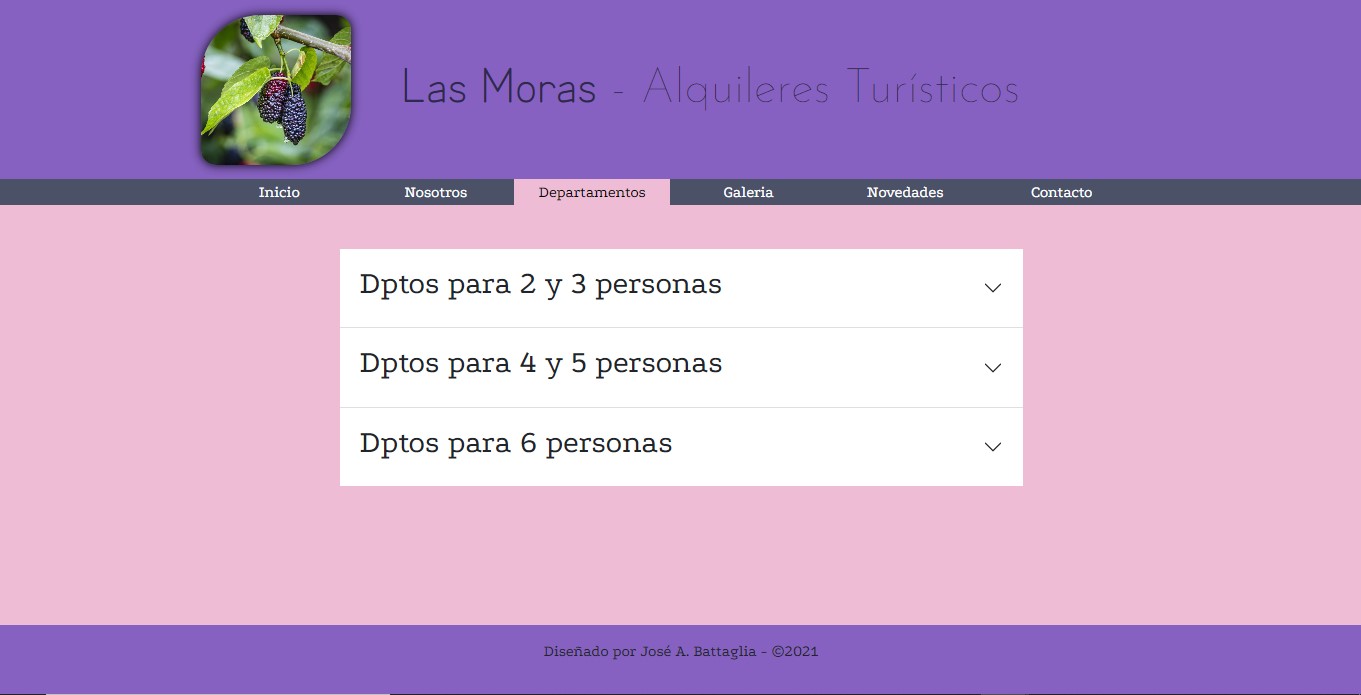 Las Moras - Alquileres Turísticos
Inicio Nosotros Departamentos Galeria Novedades Contacto
Dptos para 2 y 3 personas
Dptos para 4 y 5 personas
Dptos para 6 personas
Diseñado por José A. Battaglia - ©2021